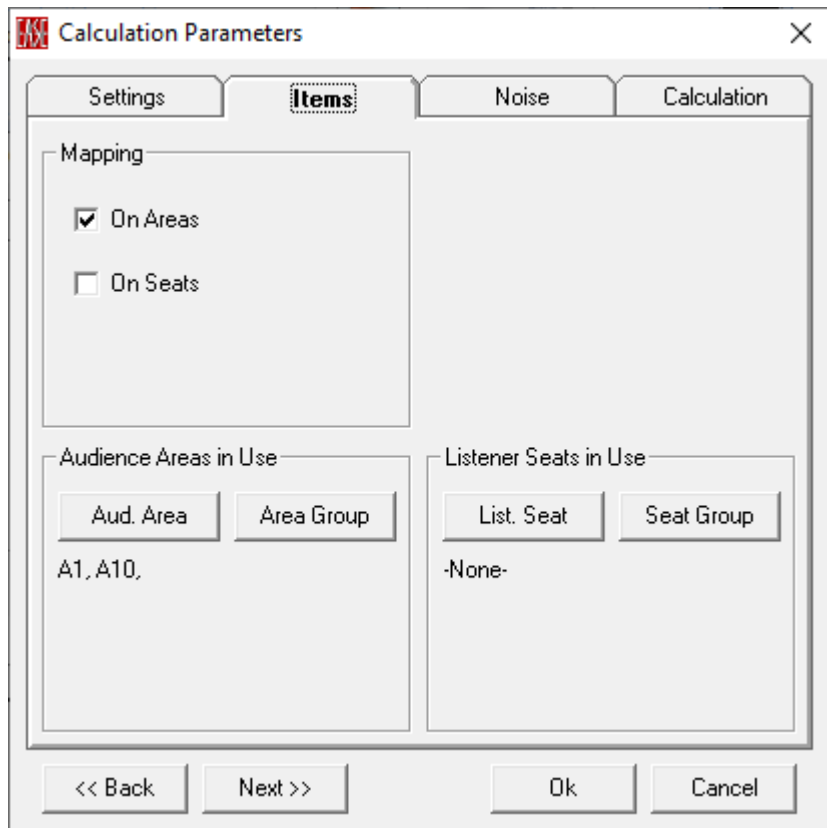 EASE Calculation Parameters
Settings Items Noise Calculation
Mapping
On Areas
On Seats
Audience Areas in Use Listener Seats in Use
Aud. Area Area Group List. Seat Seat Group
A1, A10, -None-
<< Back Next >> Ok Cancel